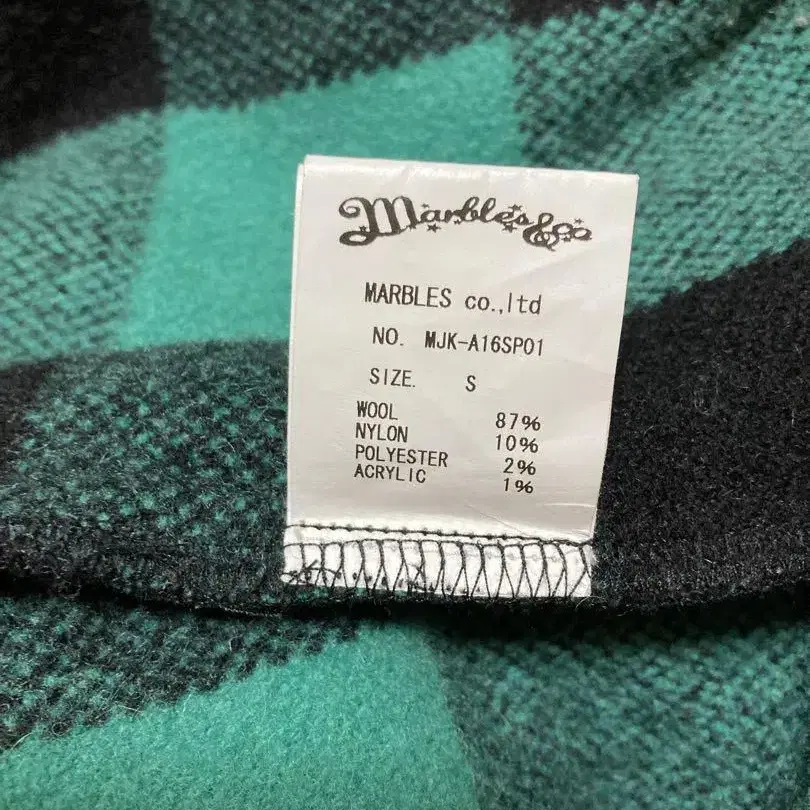 Marbles&co
MARBLES co.,ltd
NO. MJK-A16SP01
SIZE. S
WOOL 87%
NYLON 10%
POLYESTER 2%
ACRYLIC 1%